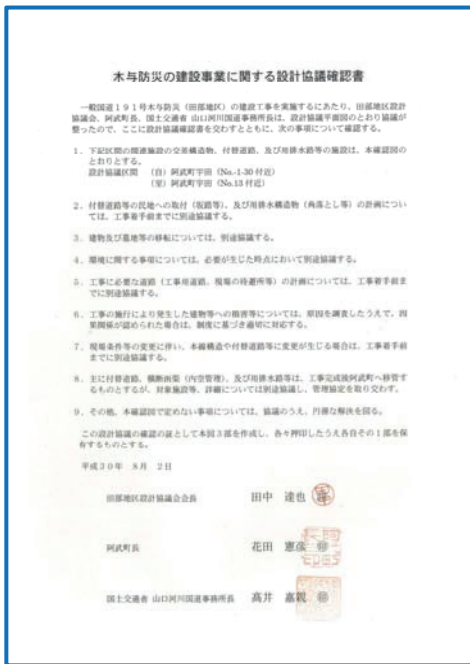 木与防災の建設事業に関する設計協議確認書
一般国道191号木与防災（田部地区）の建設工事を実施するにあたり、田部地区設計
協議会、阿武町長、国土交通省 山口河川国道事務所長は、設計協議平面図のとおり協議が
整ったので、ここに設計協議確認書を交わすとともに、次の事項について確認する。
1．下記区間の関連施設の交差構造物、付替道路、及び用排水路等の施設は、本確認図の
とおりとする。
設計協議区間　（自）阿武町宇田（No.-1-30付近）
（至）阿武町宇田（No.13付近）
2．付替道路等の民地への取付（坂路等）、及び用排水構造物（角落とし等）の計画につい
ては、工事着手前までに別途協議する。
3．建物及び墓地等の移転については、別途協議する。
4．環境に関する事項については、必要が生じた時点において別途協議する。
5．工事に必要な道路（工事用道路、現場の待避所等）の計画については、工事着手前ま
でに別途協議する。
6．工事の施行により発生した建物等への損害等については、原因を調査したうえで、因
果関係が認められた場合は、制度に基づき適切に対応する。
7．現場条件等の変更に伴い、本線構造や付替道路等に変更が生じる場合は、工事着手前
までに別途協議する。
8．主に付替道路、横断函渠（内空管理）、及び用排水路等は、工事完成後阿武町へ移管す
るものとするが、対象施設等、詳細については別途協議し、管理協定を取り交わす。
9．その他、本確認図で定めない事項については、協議のうえ、円滑な解決を図る。
この設計協議の確認の証として本図3部を作成し、各々押印したうえ各自その1部を保
有するものとする。
平成30年　8月　2日
田部地区設計協議会会長　田中　達也
阿武町長　花田　憲彦
国土交通省 山口河川国道事務所長　髙井　嘉親